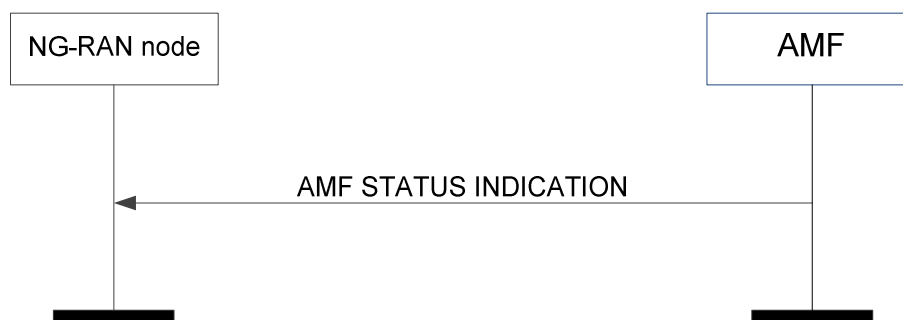 NG-RAN node
AMF
AMF STATUS INDICATION